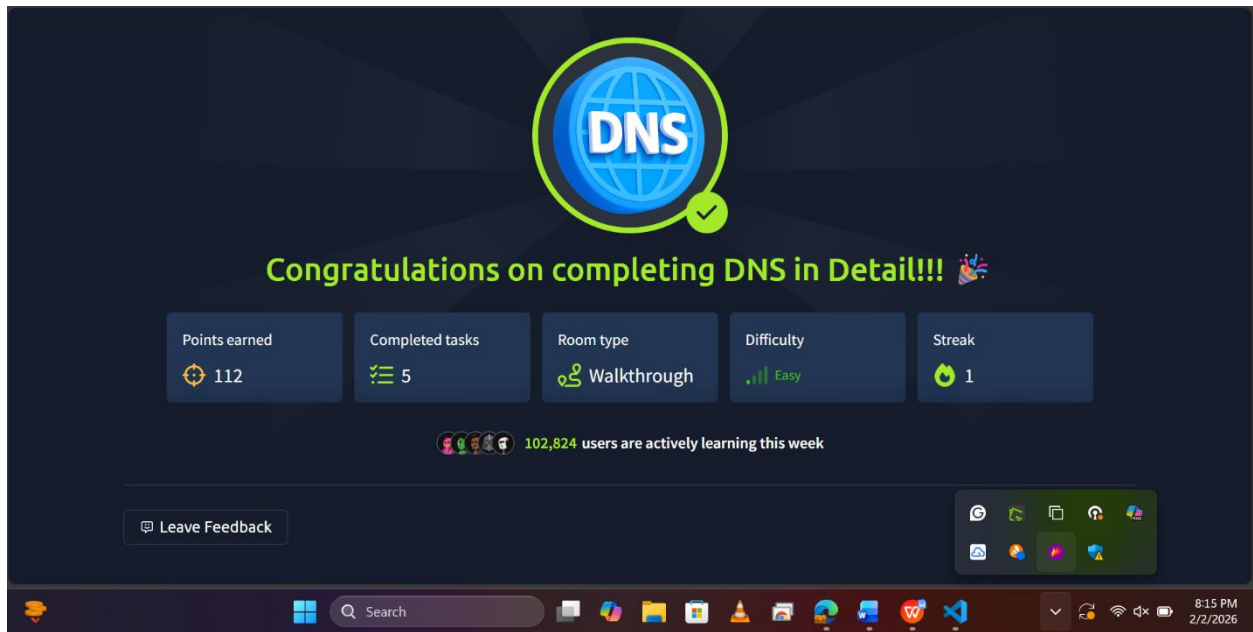 DNS
Congratulations on completing DNS in Detail!!! 🎉
Points earned
112
Completed tasks
5
Room type
Walkthrough
Difficulty
Easy
Streak
1
102,824 users are actively learning this week
Leave Feedback
Search
8:15 PM
2/2/2026